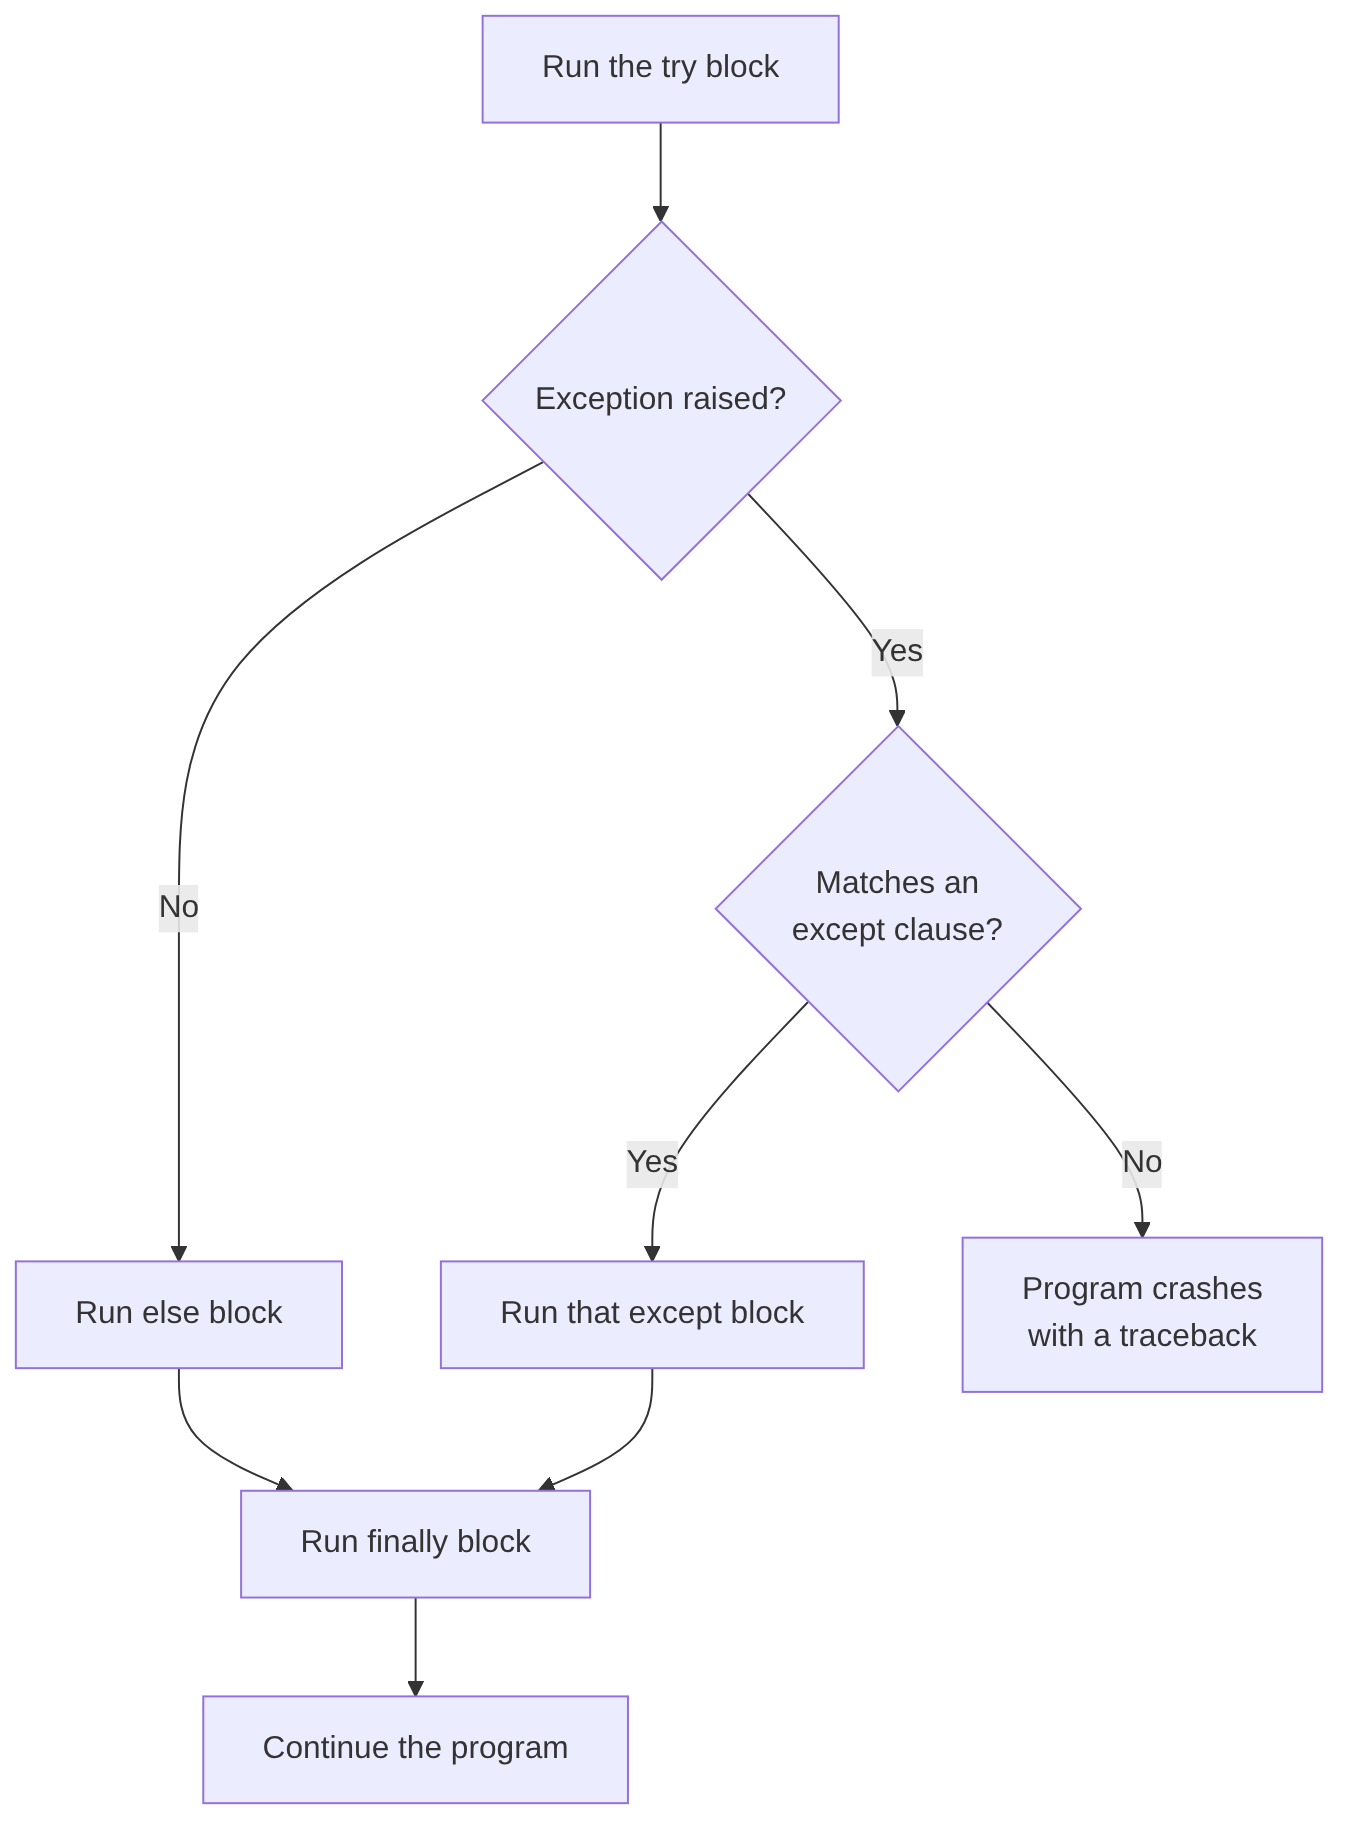 Run the try block
Exception raised?
Yes
Matches an
except clause?
No
Yes
No
Run else block
Run that except block
Program crashes
with a traceback
Run finally block
Continue the program